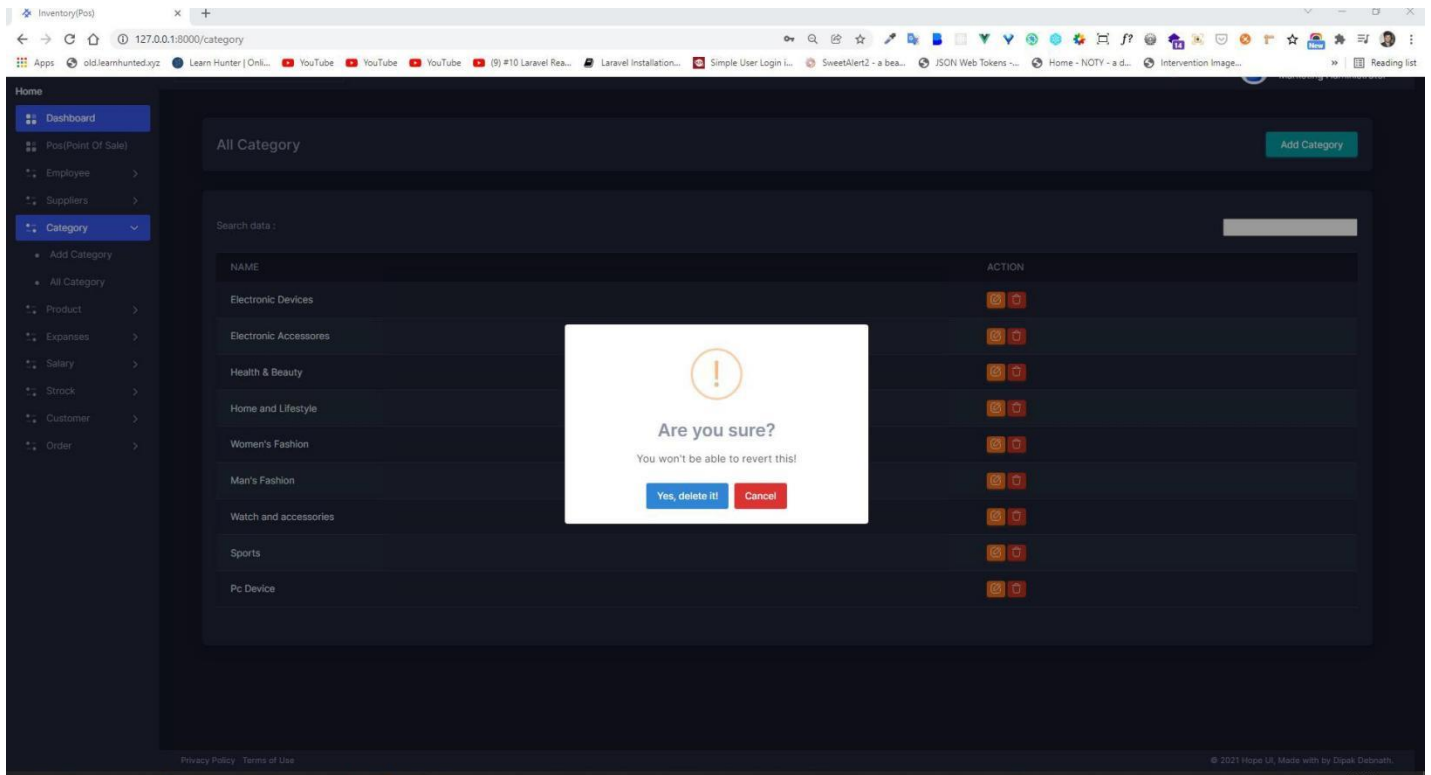 Inventory(Pos)
127.0.0.1:8000/category
Apps old.learnhunted.xyz Learn Hunter | Onli... YouTube YouTube YouTube (9) #10 Laravel Rea... Laravel Installation... Simple User Login i... SweetAlert2 - a bea... JSON Web Tokens -... Home - NOTY - a d... Intervention Image... » Reading list
Home
Dashboard
Pos(Point Of Sale)
Employee
Suppliers
Category
Add Category
All Category
Product
Expanses
Salary
Strock
Customer
Order
All Category
Add Category
Search data :
NAME ACTION
Electronic Devices
Electronic Accessores
Health & Beauty
Home and Lifestyle
Women's Fashion
Man's Fashion
Watch and accessories
Sports
Pc Device
Are you sure?
You won't be able to revert this!
Yes, delete it! Cancel
Privacy Policy Terms of Use
© 2021 Hope UI, Made with by Dipak Debnath.